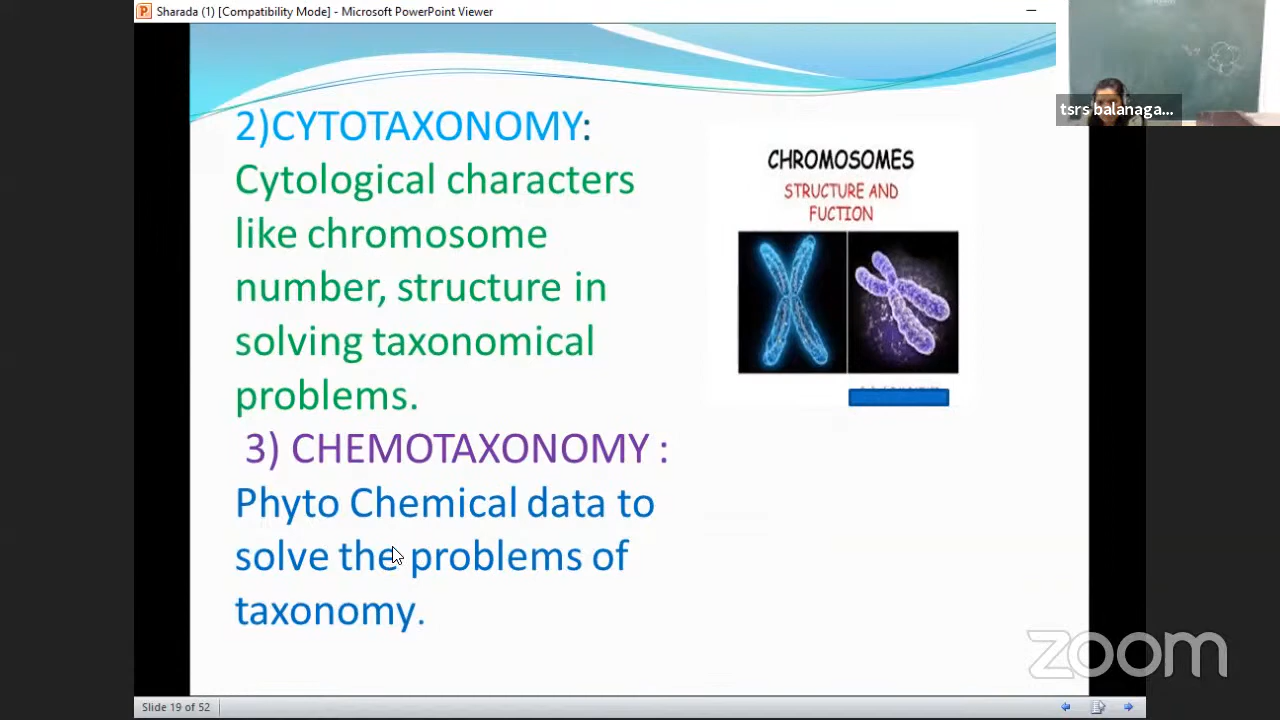 Sharada (1) [Compatibility Mode] - Microsoft PowerPoint Viewer
tsrs balanaga...
2)CYTOTAXONOMY:
Cytological characters
like chromosome
number, structure in
solving taxonomical
problems.
3) CHEMOTAXONOMY :
Phyto Chemical data to
solve the problems of
taxonomy.
CHROMOSOMES
STRUCTURE AND
FUCTION
zoom
Slide 19 of 52